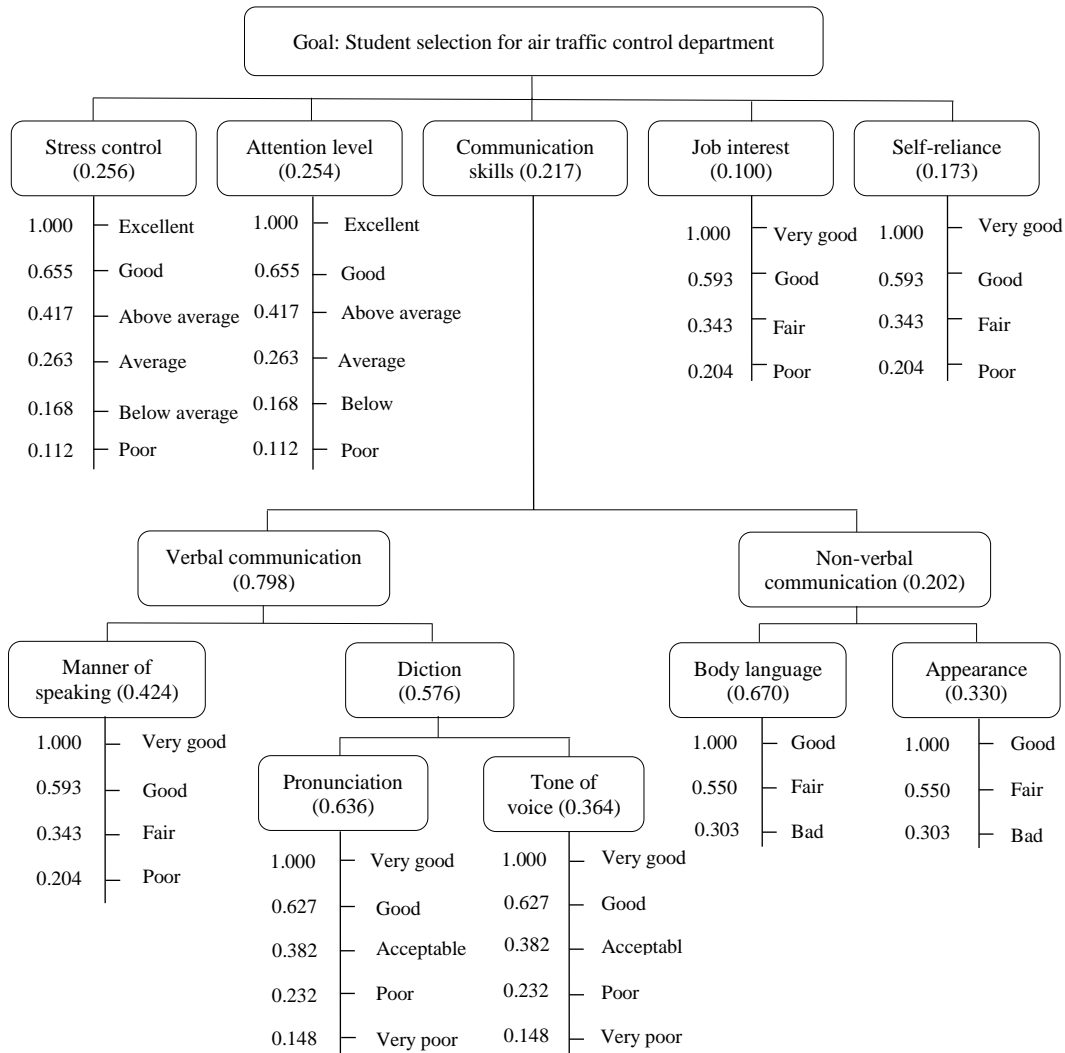 Goal: Student selection for air traffic control department
Stress control
(0.256)
Attention level
(0.254)
Communication
skills (0.217)
Job interest
(0.100)
Self-reliance
(0.173)
1.000 Excellent
0.655 Good
0.417 Above average
0.263 Average
0.168 Below average
0.112 Poor
1.000 Excellent
0.655 Good
0.417 Above average
0.263 Average
0.168 Below
0.112 Poor
1.000 Very good
0.593 Good
0.343 Fair
0.204 Poor
1.000 Very good
0.593 Good
0.343 Fair
0.204 Poor
Verbal communication
(0.798)
Non-verbal
communication (0.202)
Manner of
speaking (0.424)
Diction
(0.576)
Body language
(0.670)
Appearance
(0.330)
1.000 Very good
0.593 Good
0.343 Fair
0.204 Poor
Pronunciation
(0.636)
Tone of
voice (0.364)
1.000 Good
0.550 Fair
0.303 Bad
1.000 Good
0.550 Fair
0.303 Bad
1.000 Very good
0.627 Good
0.382 Acceptable
0.232 Poor
0.148 Very poor
1.000 Very good
0.627 Good
0.382 Acceptabl
0.232 Poor
0.148 Very poor